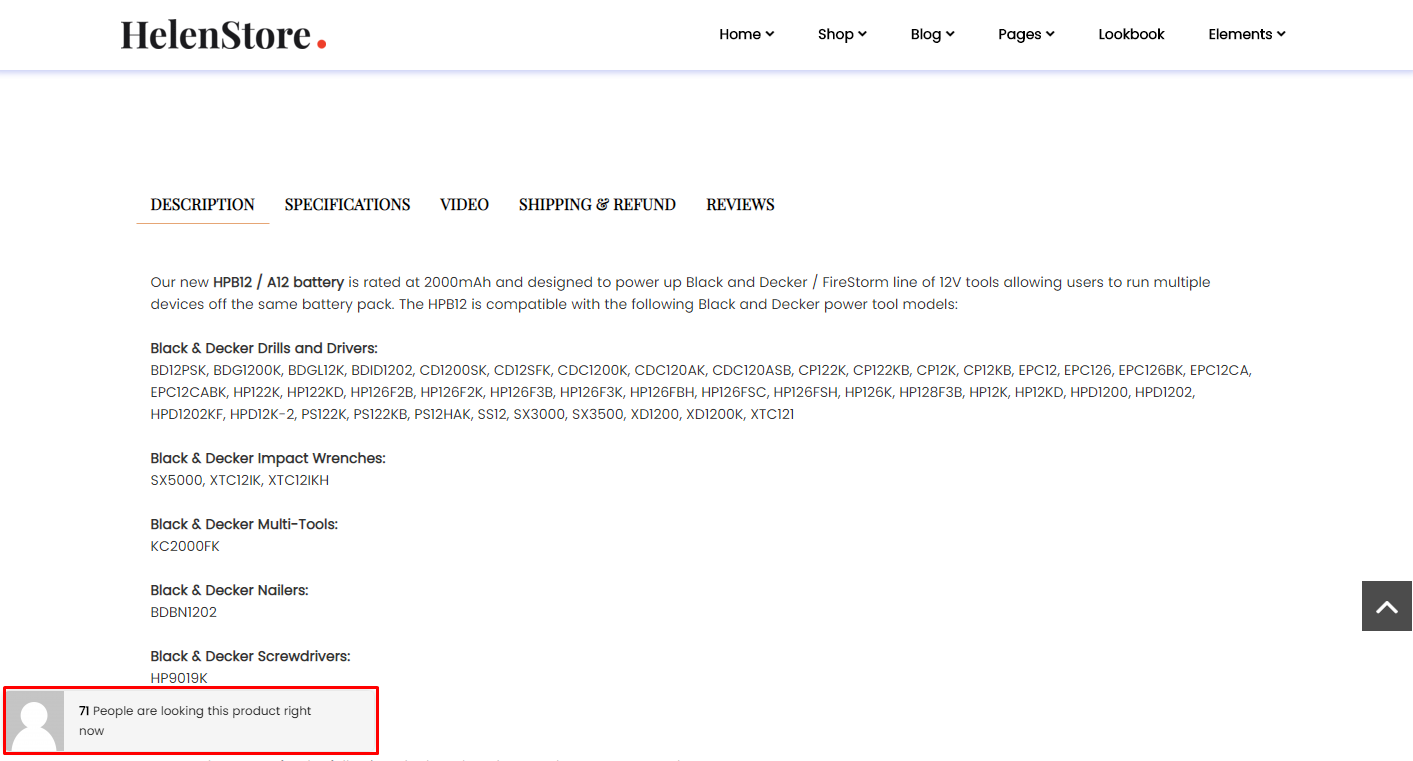 HelenStore.
Home Shop Blog Pages Lookbook Elements
DESCRIPTION SPECIFICATIONS VIDEO SHIPPING & REFUND REVIEWS
Our new HPB12 / A12 battery is rated at 2000mAh and designed to power up Black and Decker / FireStorm line of 12V tools allowing users to run multiple
devices off the same battery pack. The HPB12 is compatible with the following Black and Decker power tool models:
Black & Decker Drills and Drivers:
BD12PSK, BDG1200K, BDGL12K, BDID1202, CD1200SK, CD12SFK, CDC1200K, CDC120AK, CDC120ASB, CP122K, CP122KB, CP12K, CP12KB, EPC12, EPC126, EPC126BK, EPC12CA,
EPC12CABK, HP122K, HP122KD, HP126F2B, HP126F2K, HP126F3B, HP126F3K, HP126FBH, HP126FSC, HP126FSH, HP126K, HP128F3B, HP12K, HP12KD, HPD1200, HPD1202,
HPD1202KF, HPD12K-2, PS122K, PS122KB, PS12HAK, SS12, SX3000, SX3500, XD1200, XD1200K, XTC121
Black & Decker Impact Wrenches:
SX5000, XTC12IK, XTC12IKH
Black & Decker Multi-Tools:
KC2000FK
Black & Decker Nailers:
BDBN1202
Black & Decker Screwdrivers:
HP9019K
71 People are looking this product right
now